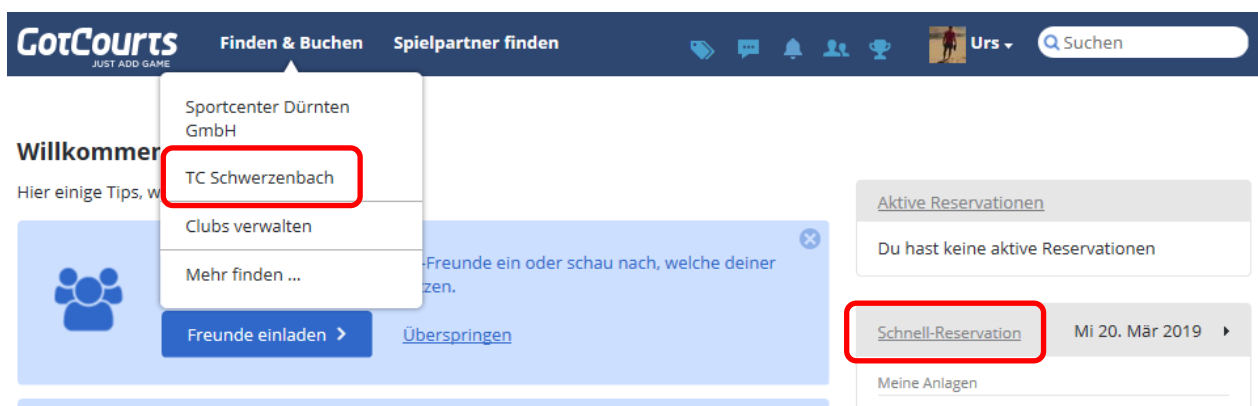 GotCourts
JUST ADD GAME
Finden & Buchen
Spielpartner finden
Urs
Suchen
Sportcenter Dürnten
GmbH
TC Schwerzenbach
Clubs verwalten
Mehr finden ...
Willkommen
Hier einige Tips, w
-Freunde ein oder schau nach, welche deiner
zen.
Freunde einladen
Überspringen
Aktive Reservationen
Du hast keine aktive Reservationen
Schnell-Reservation
Mi 20. Mär 2019
Meine Anlagen